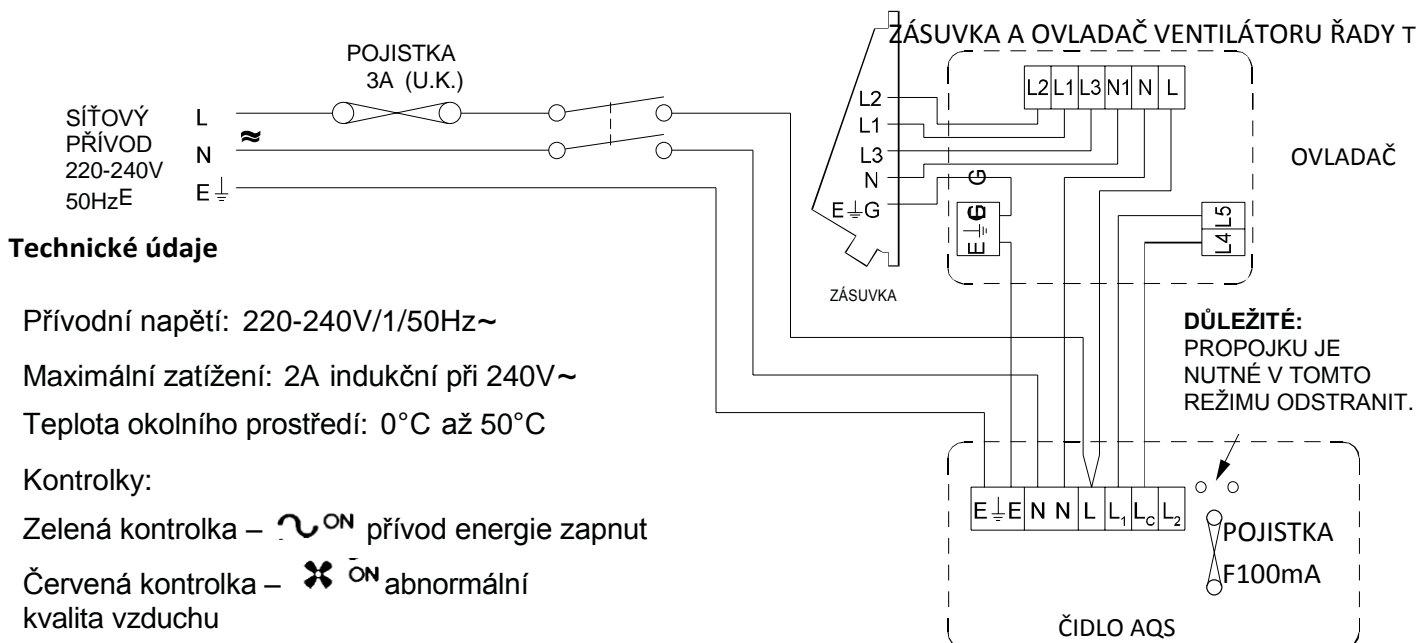 ZÁSUVKA A OVLADAČ VENTILÁTORU ŘADY T
POJISTKA
3A (U.K.)
SÍŤOVÝ
PŘÍVOD
220-240V
50HzE
L
≈
N
E⏚
L2
L1
L3
N
E⏚G
ZÁSUVKA
L2 L1 L3 N1 N L
G
E⏚G
L4 L5
OVLADAČ
Technické údaje
Přívodní napětí: 220-240V/1/50Hz~
Maximální zatížení: 2A indukční při 240V~
Teplota okolního prostředí: 0°C až 50°C
Kontrolky:
Zelená kontrolka – ON přívod energie zapnut
Červená kontrolka – ON abnormální
kvalita vzduchu
DŮLEŽITÉ:
PROPOJKU JE
NUTNÉ V TOMTO
REŽIMU ODSTRANIT.
E⏚E N N L L1 LC L2
POJISTKA
F100mA
ČIDLO AQS